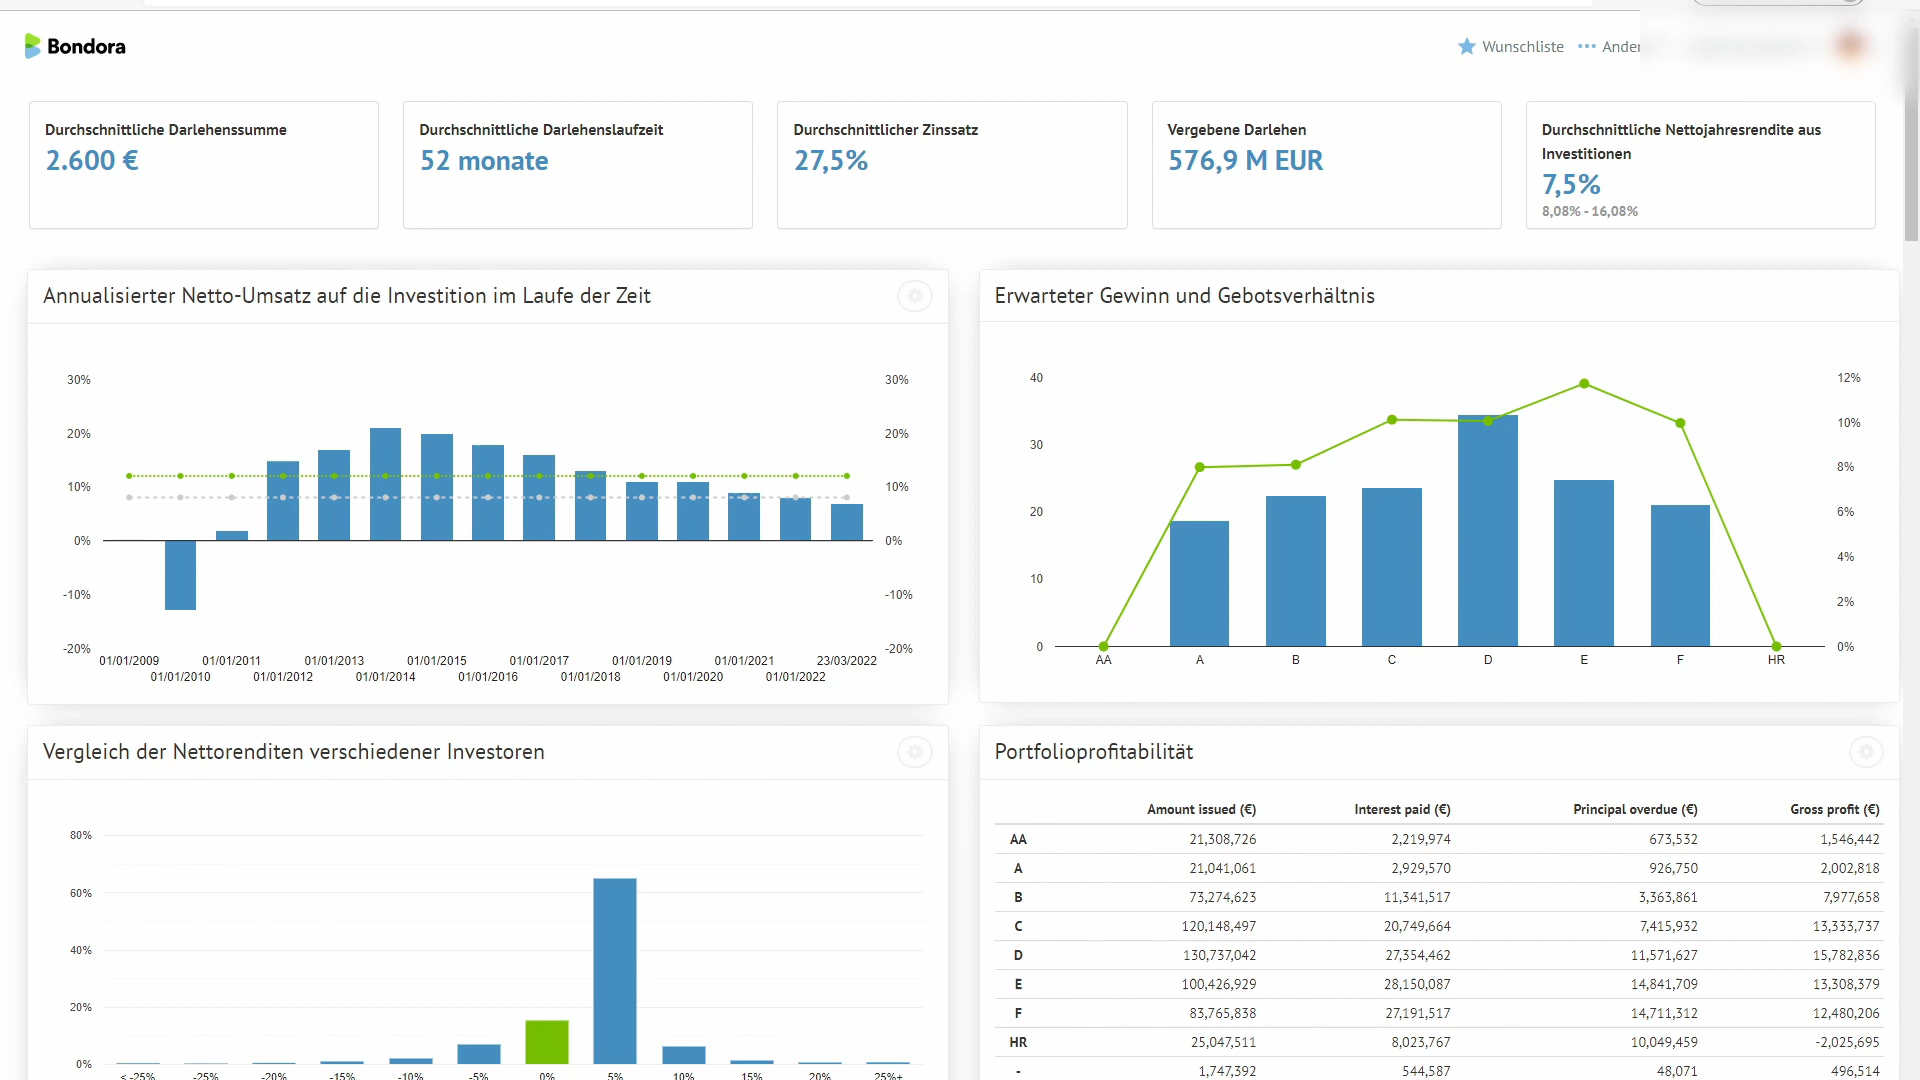 Bondora
Wunschliste
Durchschnittliche Darlehenssumme
2.600 €
Durchschnittliche Darlehenslaufzeit
52 monate
Durchschnittlicher Zinssatz
27,5%
Vergebene Darlehen
576,9 M EUR
Durchschnittliche Nettojahresrendite aus
Investitionen
7,5%
8,08% - 16,08%
Annualisierter Netto-Umsatz auf die Investition im Laufe der Zeit
30% 30%
20% 20%
10% 10%
0% 0%
-10% -10%
-20% -20%
01/01/2009 01/01/2011 01/01/2013 01/01/2015 01/01/2017 01/01/2019 01/01/2021 23/03/2022
01/01/2010 01/01/2012 01/01/2014 01/01/2016 01/01/2018 01/01/2020 01/01/2022
Erwarteter Gewinn und Gebotsverhältnis
40 12%
10%
30
8%
20 6%
4%
10
2%
0 0%
AA A B C D E F HR
Vergleich der Nettorenditen verschiedener Investoren
80%
60%
40%
20%
0%
< -25% -25% -20% -15% -10% -5% 0% 5% 10% 15% 20% 25%+
Portfolioprofitabilität
Amount issued (€) Interest paid (€) Principal overdue (€) Gross profit (€)
AA 21,308,726 2,219,974 673,532 1,546,442
A 21,041,061 2,929,570 926,750 2,002,818
B 73,274,623 11,341,517 3,363,861 7,977,658
C 120,148,497 20,749,664 7,415,932 13,333,737
D 130,737,042 27,354,462 11,571,627 15,782,836
E 100,426,929 28,150,087 14,841,709 13,308,379
F 83,765,838 27,191,517 14,711,312 12,480,206
HR 25,047,511 8,023,767 10,049,459 -2,025,695
- 1,747,392 544,587 48,071 496,514